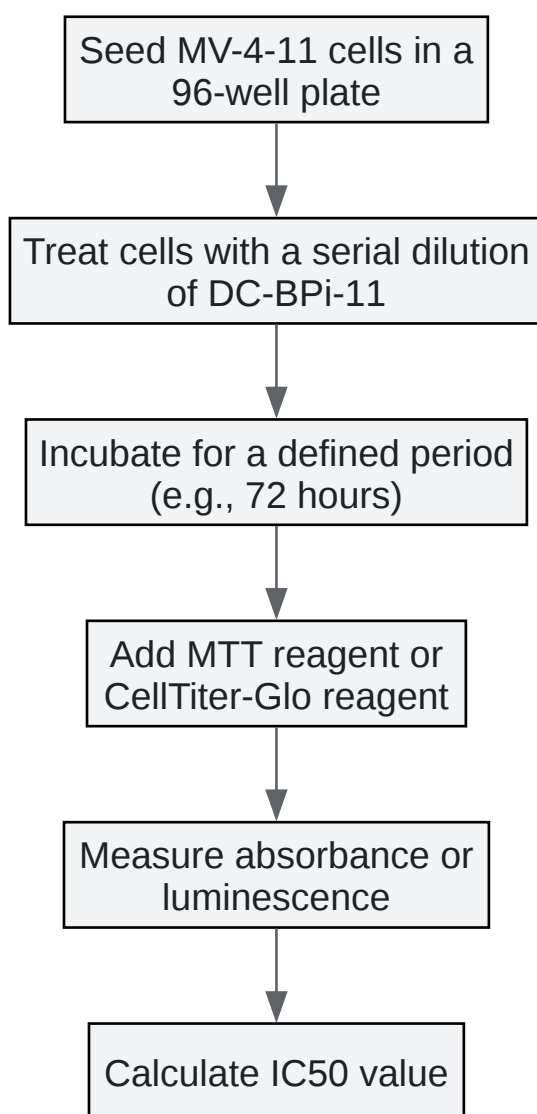 Seed MV-4-11 cells in a
96-well plate
Treat cells with a serial dilution
of DC-BPi-11
Incubate for a defined period
(e.g., 72 hours)
Add MTT reagent or
CellTiter-Glo reagent
Measure absorbance or
luminescence
Calculate IC50 value